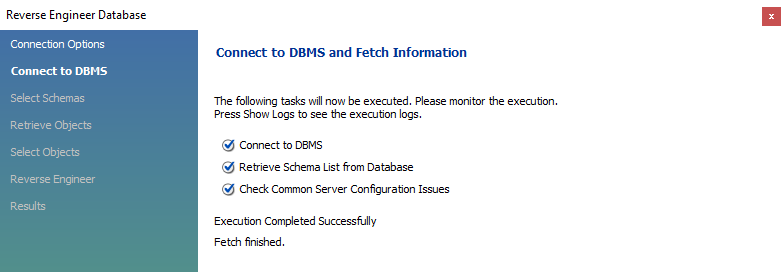 Reverse Engineer Database
x
Connection Options
Connect to DBMS
Select Schemas
Retrieve Objects
Select Objects
Reverse Engineer
Results
Connect to DBMS and Fetch Information
The following tasks will now be executed. Please monitor the execution.
Press Show Logs to see the execution logs.
Connect to DBMS
Retrieve Schema List from Database
Check Common Server Configuration Issues
Execution Completed Successfully
Fetch finished.